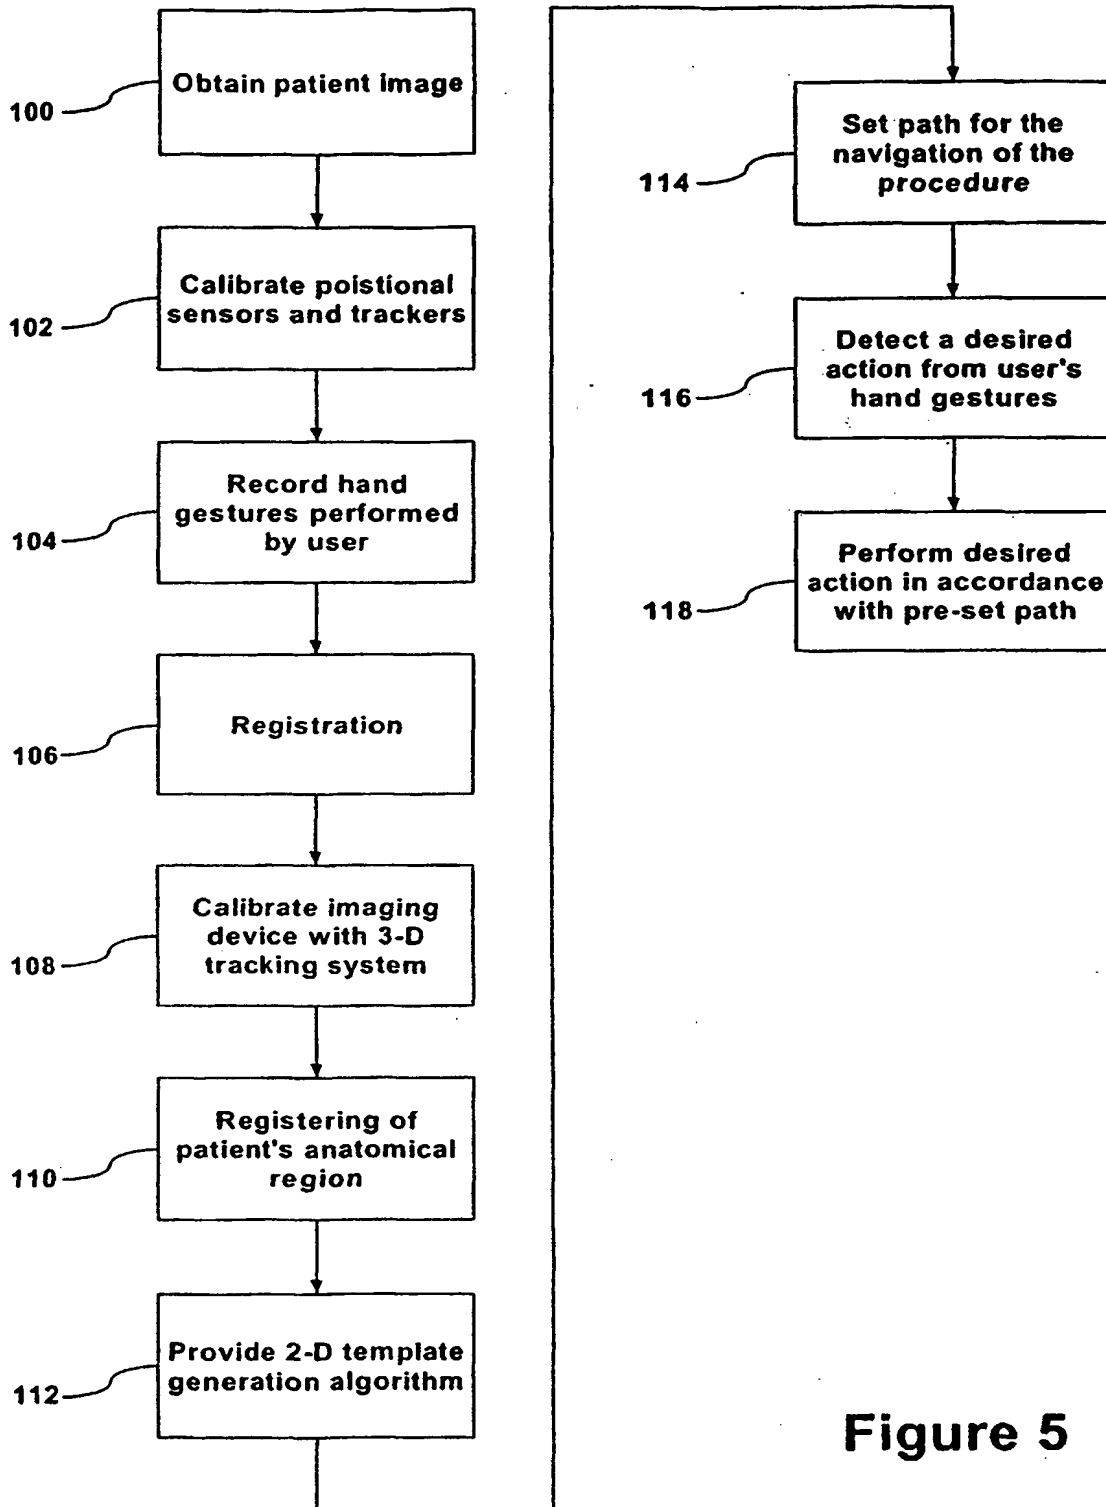 Obtain patient image
100
Calibrate poistional
sensors and trackers
102
Record hand
gestures performed
by user
104
Registration
106
Calibrate imaging
device with 3-D
tracking system
108
Registering of
patient's anatomical
region
110
Provide 2-D template
generation algorithm
112
Set path for the
navigation of the
procedure
114
Detect a desired
action from user's
hand gestures
116
Perform desired
action in accordance
with pre-set path
118
Figure 5